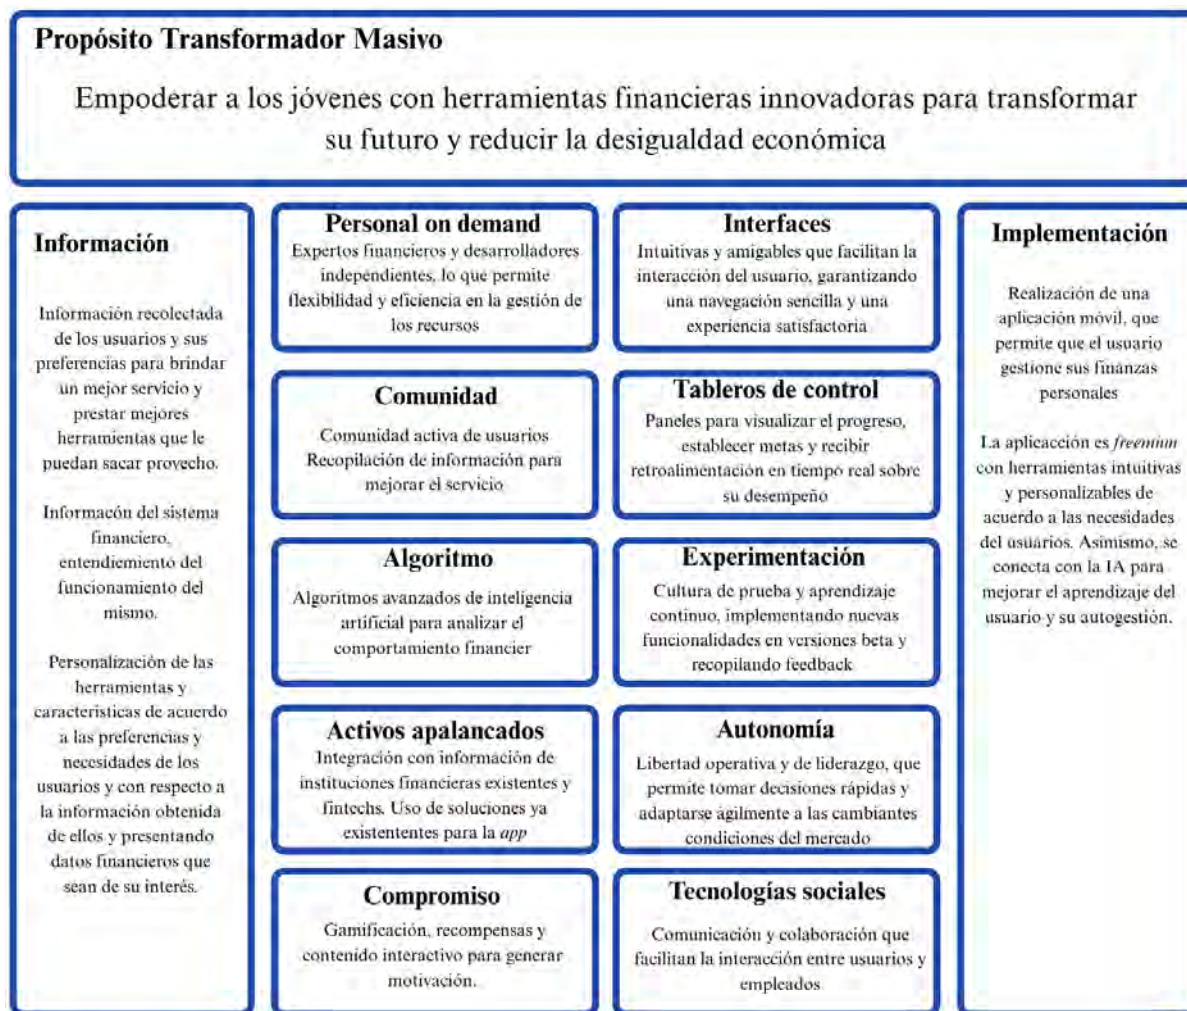 Propósito Transformador Masivo
Empoderar a los jóvenes con herramientas financieras innovadoras para transformar
su futuro y reducir la desigualdad económica
Información
Información recolectada
de los usuarios y sus
preferencias para brindar
un mejor servicio y
prestar mejores
herramientas que le
puedan sacar provecho.
Informacón del sistema
financiero,
entendiemiento del
funcionamiento del
mismo.
Personalización de las
herramientas y
características de acuerdo
a las preferencias y
necesidades de los
usuarios y con respecto a
la información obtenida
de ellos y presentando
datos financieros que
sean de su interés.
Personal on demand
Expertos financieros y desarrolladores
independientes, lo que permite
flexibilidad y eficiencia en la gestión de
los recursos
Comunidad
Comunidad activa de usuarios
Recopilación de información para
mejorar el servicio
Algoritmo
Algoritmos avanzados de inteligencia
artificial para analizar el
comportamiento financier
Activos apalancados
Integración con información de
instituciones financieras existentes y
fintechs. Uso de soluciones ya
existententes para la app
Compromiso
Gamificación, recompensas y
contenido interactivo para generar
motivación.
Interfaces
Intuitivas y amigables que facilitan la
interacción del usuario, garantizando
una navegación sencilla y una
experiencia satisfactoria
Tableros de control
Paneles para visualizar el progreso,
establecer metas y recibir
retroalimentación en tiempo real sobre
su desempeño
Experimentación
Cultura de prueba y aprendizaje
continuo, implementando nuevas
funcionalidades en versiones beta y
recopilando feedback
Autonomía
Libertad operativa y de liderazgo, que
permite tomar decisiones rápidas y
adaptarse ágilmente a las cambiantes
condiciones del mercado
Tecnologías sociales
Comunicación y colaboración que
facilitan la interacción entre usuarios y
empleados
Implementación
Realización de una
aplicación móvil, que
permite que el usuario
gestione sus finanzas
personales
La aplicacción es freemium
con herramientas intuitivas
y personalizables de
acuerdo a las necesidades
del usuarios. Asimismo, se
conecta con la IA para
mejorar el aprendizaje del
usuario y su autogestión.